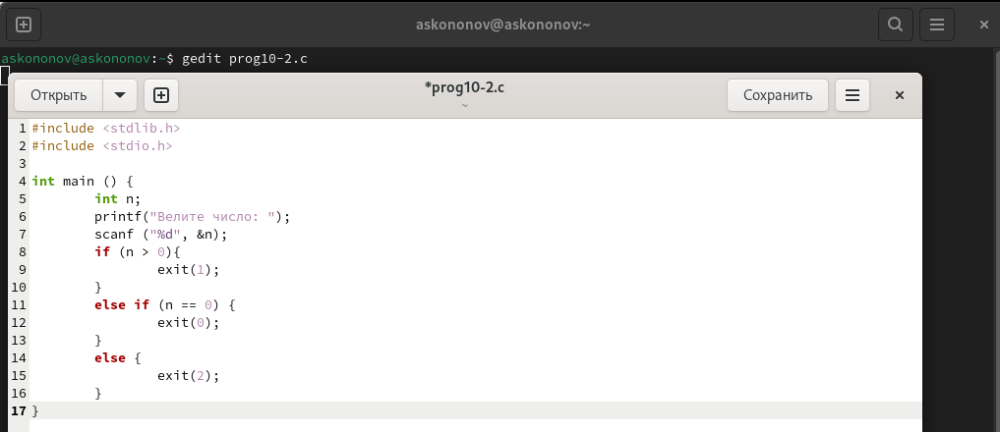 askononov@askononov:~
askononov@askononov:~$ gedit prog10-2.c
Открыть
*prog10-2.c
~
Сохранить
1 #include <stdlib.h>
2 #include <stdio.h>
3
4 int main () {
5 int n;
6 printf("Велите число: ");
7 scanf ("%d", &n);
8 if (n > 0){
9 exit(1);
10 }
11 else if (n == 0) {
12 exit(0);
13 }
14 else {
15 exit(2);
16 }
17 }